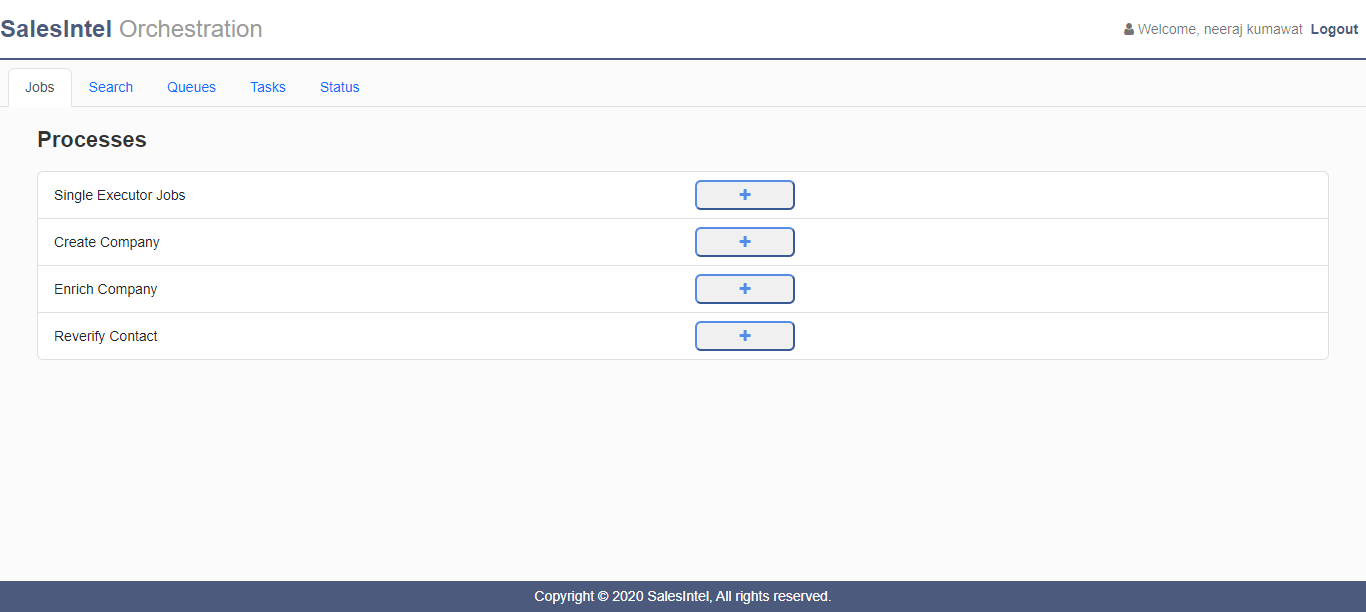 SalesIntel Orchestration
Welcome, neeraj kumawat Logout
Jobs Search Queues Tasks Status
Processes
Single Executor Jobs
Create Company
Enrich Company
Reverify Contact
Copyright © 2020 SalesIntel, All rights reserved.